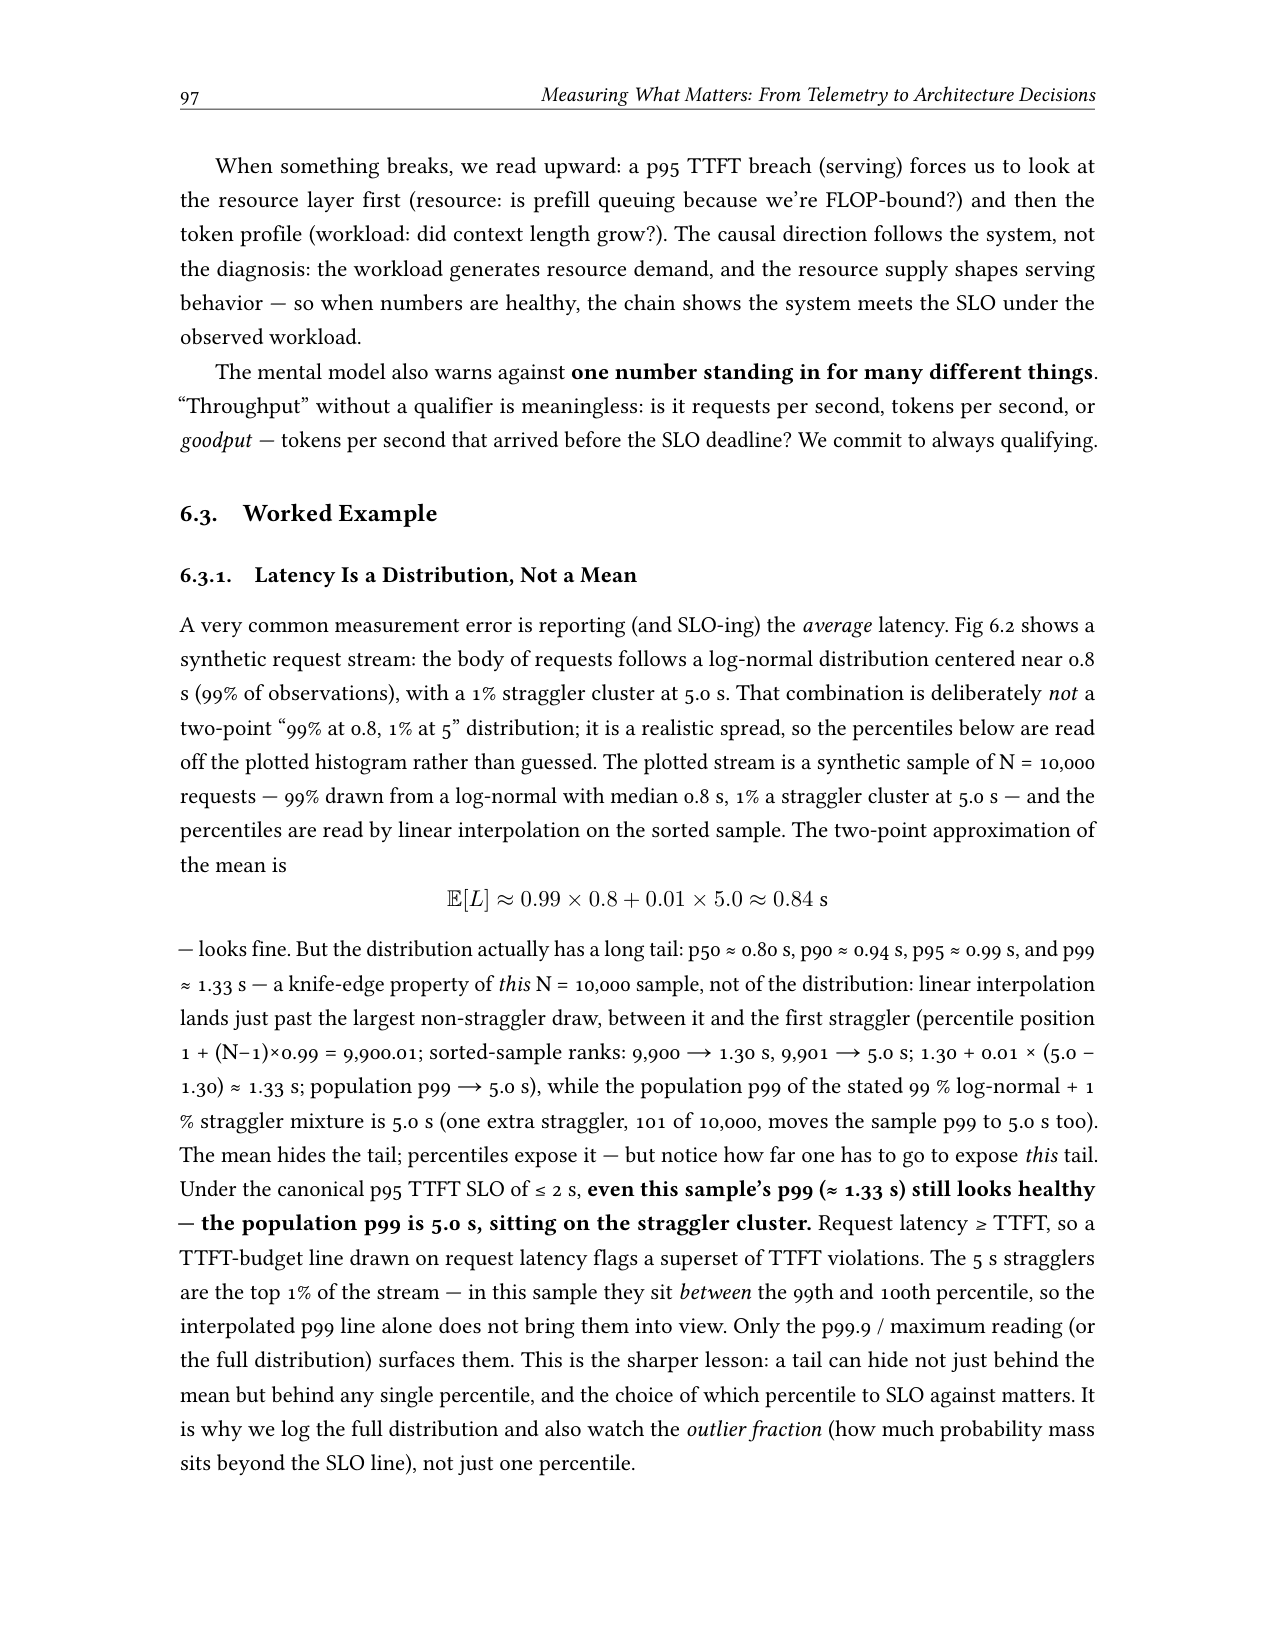 97 Measuring What Matters: From Telemetry to Architecture Decisions
When something breaks, we read upward: a p95 TTFT breach (serving) forces us to look at
the resource layer first (resource: is prefill queuing because we’re FLOP-bound?) and then the
token profile (workload: did context length grow?). The causal direction follows the system, not
the diagnosis: the workload generates resource demand, and the resource supply shapes serving
behavior — so when numbers are healthy, the chain shows the system meets the SLO under the
observed workload.
The mental model also warns against one number standing in for many different things.
“Throughput” without a qualifier is meaningless: is it requests per second, tokens per second, or
goodput — tokens per second that arrived before the SLO deadline? We commit to always qualifying.
6.3. Worked Example
6.3.1. Latency Is a Distribution, Not a Mean
A very common measurement error is reporting (and SLO-ing) the average latency. Fig 6.2 shows a
synthetic request stream: the body of requests follows a log-normal distribution centered near 0.8
s (99% of observations), with a 1% straggler cluster at 5.0 s. That combination is deliberately not a
two-point “99% at 0.8, 1% at 5” distribution; it is a realistic spread, so the percentiles below are read
off the plotted histogram rather than guessed. The plotted stream is a synthetic sample of N = 10,000
requests — 99% drawn from a log-normal with median 0.8 s, 1% a straggler cluster at 5.0 s — and the
percentiles are read by linear interpolation on the sorted sample. The two-point approximation of
the mean is
𝔼[L] ≈ 0.99 × 0.8 + 0.01 × 5.0 ≈ 0.84 s
— looks fine. But the distribution actually has a long tail: p50 ≈ 0.80 s, p90 ≈ 0.94 s, p95 ≈ 0.99 s, and p99
≈ 1.33 s — a knife-edge property of this N = 10,000 sample, not of the distribution: linear interpolation
lands just past the largest non-straggler draw, between it and the first straggler (percentile position
1 + (N−1)×0.99 = 9,900.01; sorted-sample ranks: 9,900 ⟶ 1.30 s, 9,901 ⟶ 5.0 s; 1.30 + 0.01 × (5.0 −
1.30) ≈ 1.33 s; population p99 ⟶ 5.0 s), while the population p99 of the stated 99 % log-normal + 1
% straggler mixture is 5.0 s (one extra straggler, 101 of 10,000, moves the sample p99 to 5.0 s too).
The mean hides the tail; percentiles expose it — but notice how far one has to go to expose this tail.
Under the canonical p95 TTFT SLO of ≤ 2 s, even this sample’s p99 (≈ 1.33 s) still looks healthy
— the population p99 is 5.0 s, sitting on the straggler cluster. Request latency ≥ TTFT, so a
TTFT-budget line drawn on request latency flags a superset of TTFT violations. The 5 s stragglers
are the top 1% of the stream — in this sample they sit between the 99th and 100th percentile, so the
interpolated p99 line alone does not bring them into view. Only the p99.9 / maximum reading (or
the full distribution) surfaces them. This is the sharper lesson: a tail can hide not just behind the
mean but behind any single percentile, and the choice of which percentile to SLO against matters. It
is why we log the full distribution and also watch the outlier fraction (how much probability mass
sits beyond the SLO line), not just one percentile.